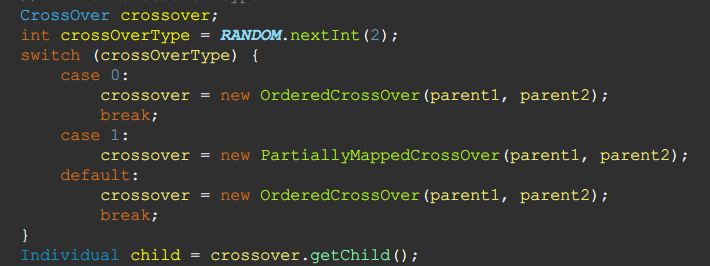 CrossOver crossover;
int crossOverType = RANDOM.nextInt(2);
switch (crossOverType) {
    case 0:
        crossover = new OrderedCrossOver(parent1, parent2);
        break;
    case 1:
        crossover = new PartiallyMappedCrossOver(parent1, parent2);
    default:
        crossover = new OrderedCrossOver(parent1, parent2);
        break;
}
Individual child = crossover.getChild();